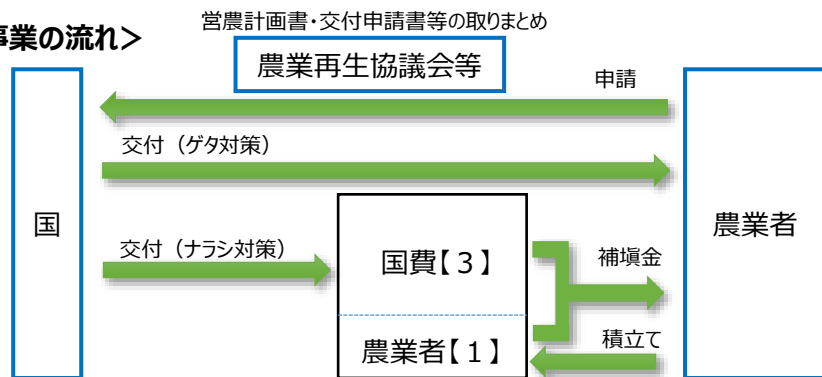 事業の流れ>
営農計画書・交付申請書等の取りまとめ
農業再生協議会等
申請
交付（ゲタ対策）
国
農業者
交付（ナラシ対策）
国費【３】
補塡金
農業者【１】
積立て